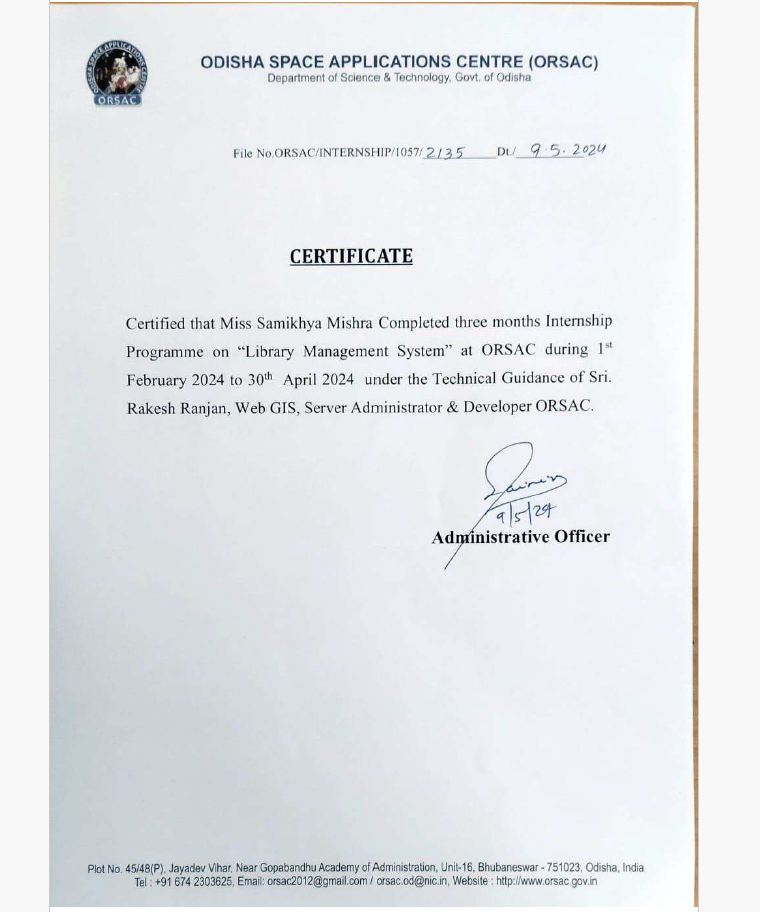 ODISHA SPACE APPLICATIONS CENTRE
ORSAC
ODISHA SPACE APPLICATIONS CENTRE (ORSAC)
Department of Science & Technology, Govt. of Odisha
File No.ORSAC/INTERNSHIP/1057/ 2135 Dt./ 9.5.2024
CERTIFICATE
Certified that Miss Samikhya Mishra Completed three months Internship
Programme on “Library Management System” at ORSAC during 1st
February 2024 to 30th April 2024 under the Technical Guidance of Sri.
Rakesh Ranjan, Web GIS, Server Administrator & Developer ORSAC.
9/5/24
Administrative Officer
Plot No. 45/48(P), Jayadev Vihar, Near Gopabandhu Academy of Administration, Unit-16, Bhubaneswar - 751023, Odisha, India
Tel : +91 674 2303625, Email: orsac2012@gmail.com / orsac.od@nic.in, Website : http://www.orsac.gov.in